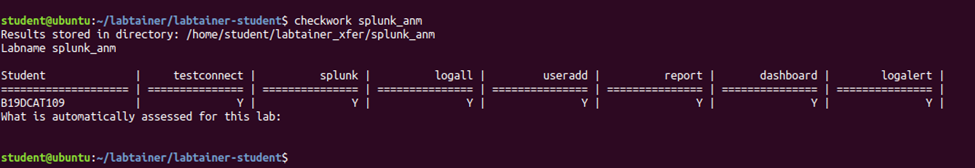 student@ubuntu:~/labtainer/labtainer-student$ checkwork splunk_anm
Results stored in directory: /home/student/labtainer_xfer/splunk_anm
Labname splunk_anm
Student | testconnect | splunk | logall | useradd | report | dashboard | logalert |
==================== | =============== | =============== | =============== | =============== | =============== | =============== | =============== |
B19DCAT109 | Y | Y | Y | Y | Y | Y | Y |
What is automatically assessed for this lab:
student@ubuntu:~/labtainer/labtainer-student$